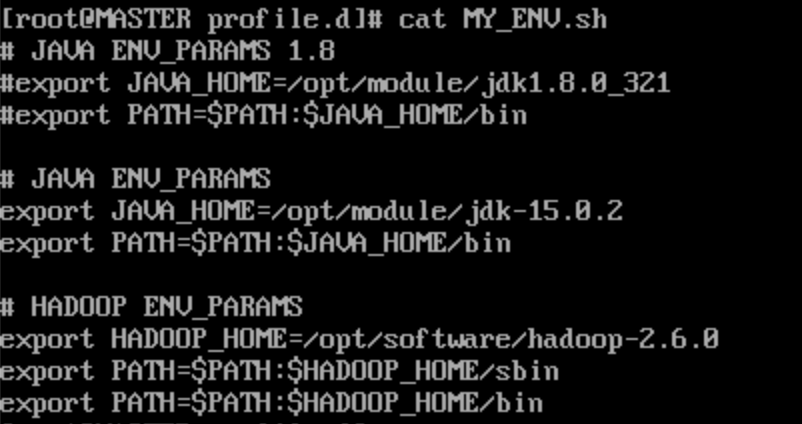 [root@MASTER profile.d]# cat MY_ENV.sh
# JAVA ENV_PARAMS 1.8
#export JAVA_HOME=/opt/module/jdk1.8.0_321
#export PATH=$PATH:$JAVA_HOME/bin
# JAVA ENV_PARAMS
export JAVA_HOME=/opt/module/jdk-15.0.2
export PATH=$PATH:$JAVA_HOME/bin
# HADOOP ENV_PARAMS
export HADOOP_HOME=/opt/software/hadoop-2.6.0
export PATH=$PATH:$HADOOP_HOME/sbin
export PATH=$PATH:$HADOOP_HOME/bin